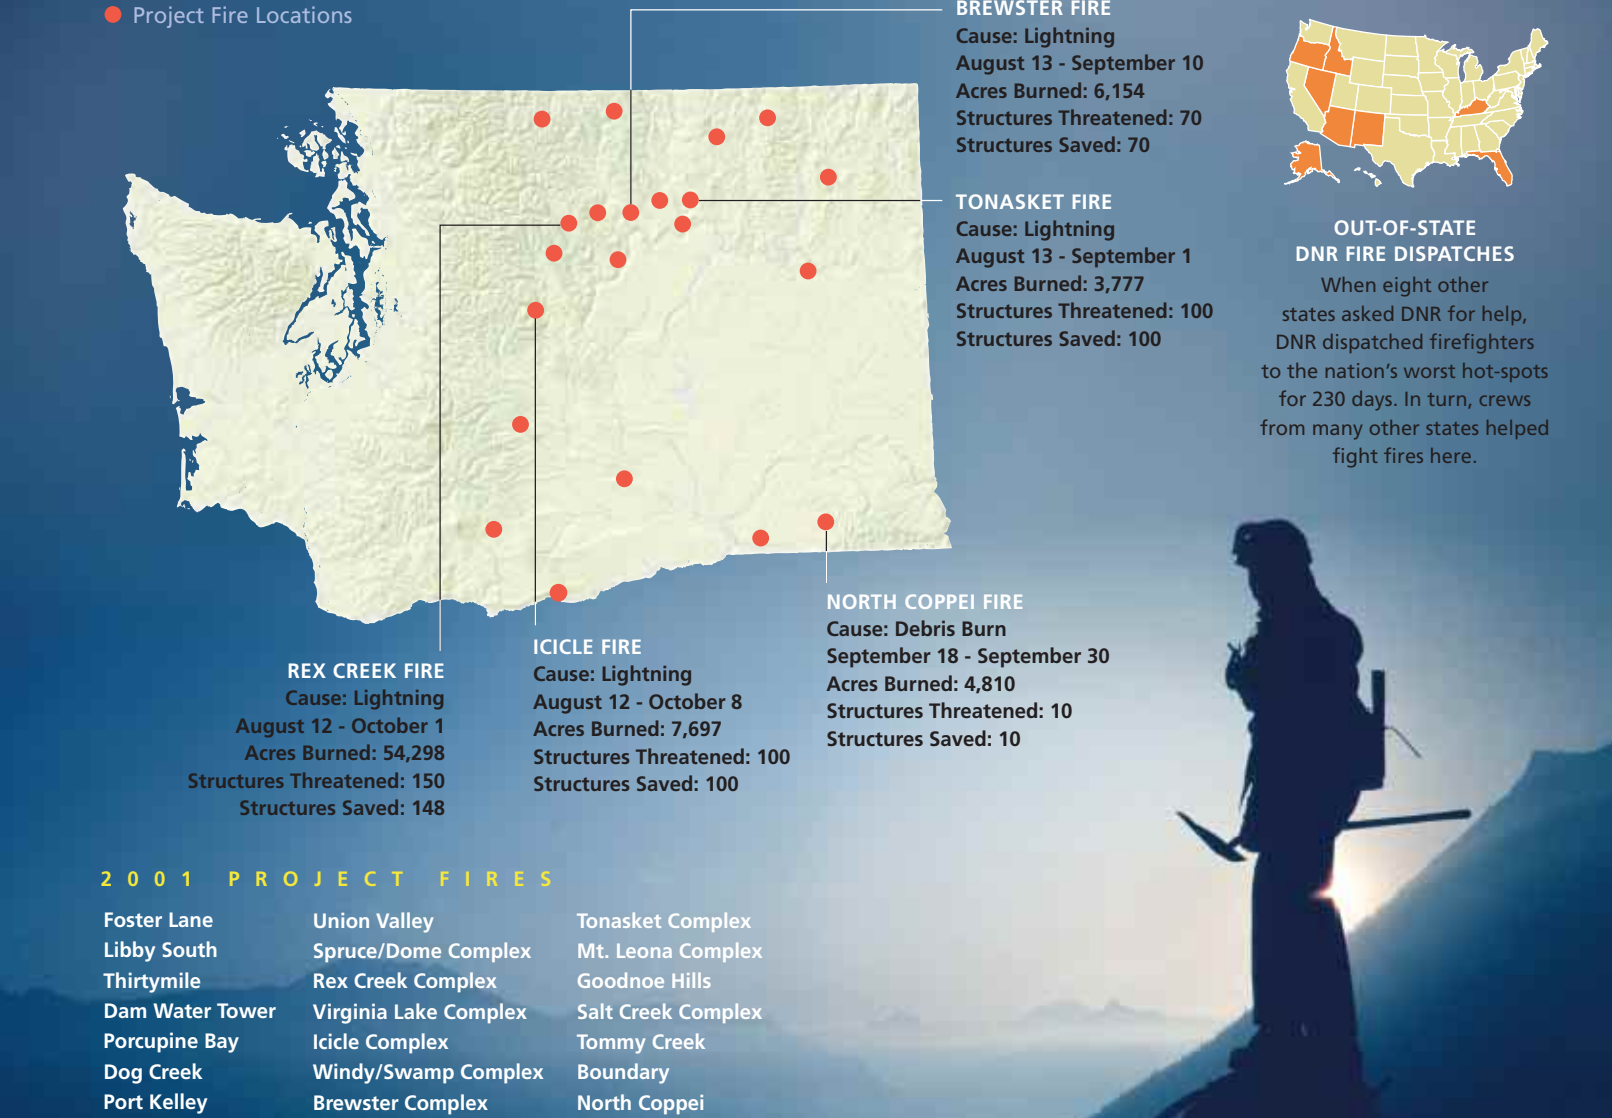 Project Fire Locations
BREWSTER FIRE
Cause: Lightning
August 13 - September 10
Acres Burned: 6,154
Structures Threatened: 70
Structures Saved: 70
TONASKET FIRE
Cause: Lightning
August 13 - September 1
Acres Burned: 3,777
Structures Threatened: 100
Structures Saved: 100
OUT-OF-STATE
DNR FIRE DISPATCHES
When eight other
states asked DNR for help,
DNR dispatched firefighters
to the nation's worst hot-spots
for 230 days. In turn, crews
from many other states helped
fight fires here.
REX CREEK FIRE
Cause: Lightning
August 12 - October 1
Acres Burned: 54,298
Structures Threatened: 150
Structures Saved: 148
ICICLE FIRE
Cause: Lightning
August 12 - October 8
Acres Burned: 7,697
Structures Threatened: 100
Structures Saved: 100
NORTH COPPEI FIRE
Cause: Debris Burn
September 18 - September 30
Acres Burned: 4,810
Structures Threatened: 10
Structures Saved: 10
2001 PROJECT FIRES
Foster Lane
Libby South
Thirtymile
Dam Water Tower
Porcupine Bay
Dog Creek
Port Kelley
Union Valley
Spruce/Dome Complex
Rex Creek Complex
Virginia Lake Complex
Icicle Complex
Windy/Swamp Complex
Brewster Complex
Tonasket Complex
Mt. Leona Complex
Goodnoe Hills
Salt Creek Complex
Tommy Creek
Boundary
North Coppei